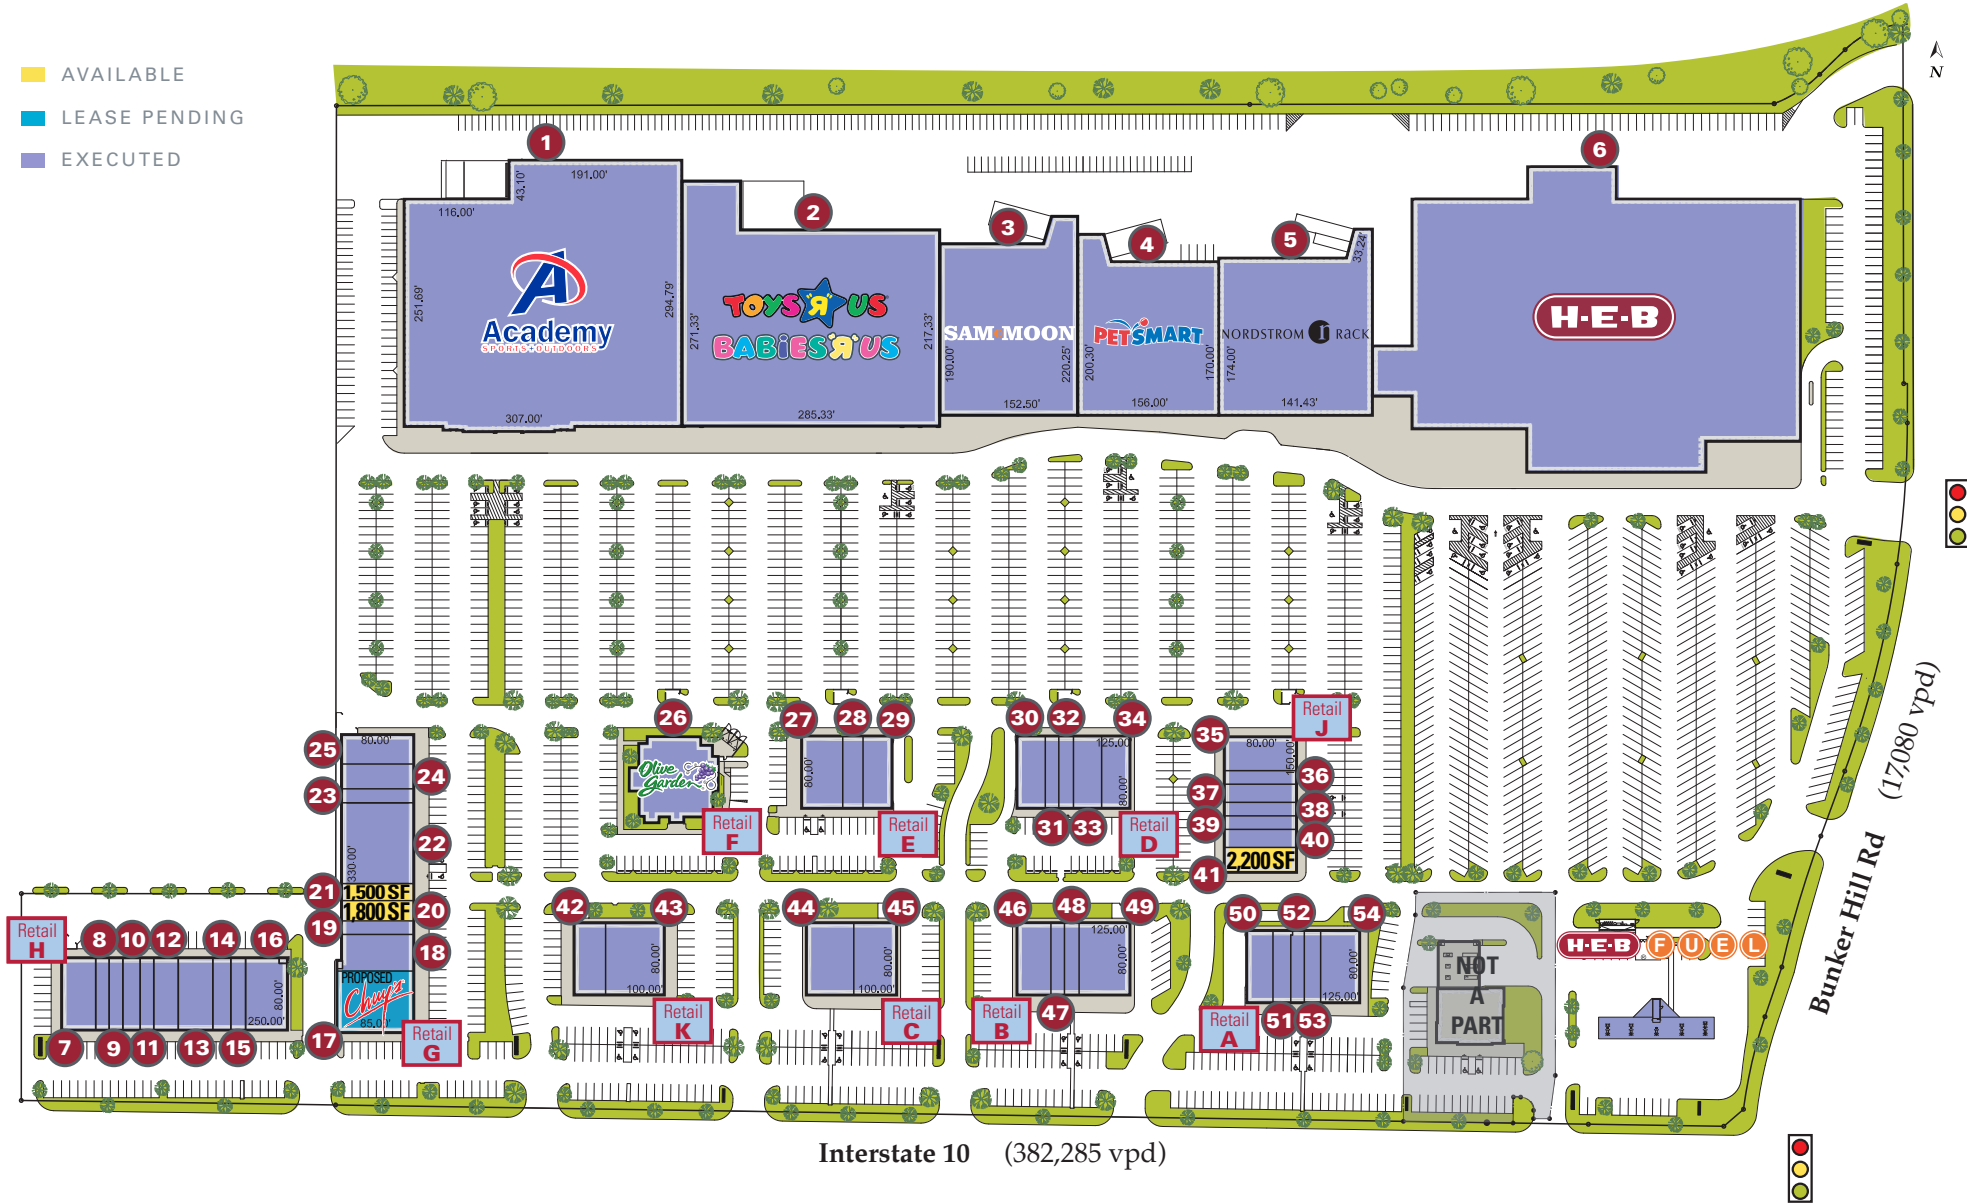 AVAILABLE
LEASE PENDING
EXECUTED
N
1
2
3
4
5
6
191.00'
43.10'
116.00'
251.69'
294.79'
307.00'
Academy
SPORTS+OUTDOORS
TOYS R US
BABIES R US
271.33'
217.33'
285.33'
SAM MOON
190.00'
220.25'
152.50'
PETSMART
200.30'
170.00'
156.00'
NORDSTROM r RACK
174.00'
33.24'
141.43'
H-E-B
25
80.00'
24
23
22
330.00'
21
1,500 SF
1,800 SF
20
19
18
PROPOSED
Chuy's
85.00'
17
Retail
G
Retail
H
8
10
12
14
16
80.00'
250.00'
7
9
11
13
15
26
Olive
Garden
Retail
F
27
28
29
80.00'
Retail
E
30
32
34
125.00'
80.00'
31
33
Retail
D
Retail
J
35
80.00'
150.00'
36
37
38
39
40
2,200 SF
41
42
43
80.00'
100.00'
Retail
K
44
45
80.00'
100.00'
Retail
C
46
48
49
125.00'
80.00'
47
Retail
B
50
52
54
80.00'
125.00'
51
53
Retail
A
NOT
A
PART
H-E-B FUEL
Bunker Hill Rd
(17,080 vpd)
Interstate 10 (382,285 vpd)